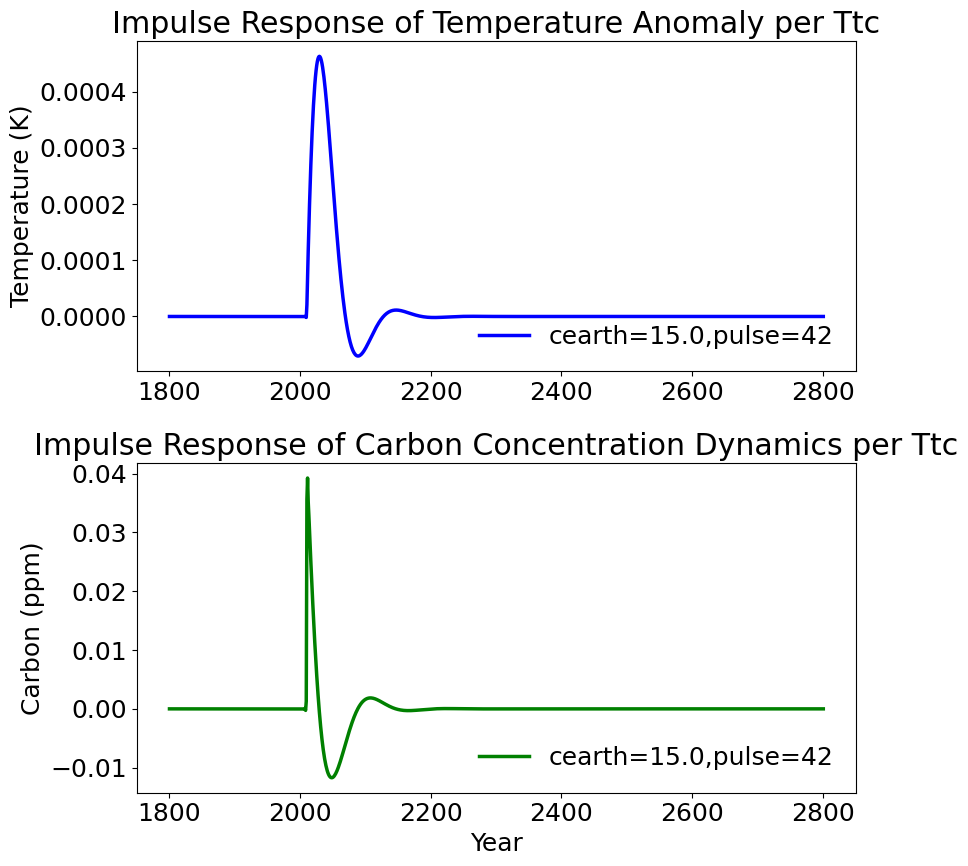 Impulse Response of Temperature Anomaly per Ttc
Temperature (K)
0.0004
0.0003
0.0002
0.0001
0.0000
cearth=15.0,pulse=42
1800 2000 2200 2400 2600 2800
Impulse Response of Carbon Concentration Dynamics per Ttc
Carbon (ppm)
0.04
0.03
0.02
0.01
0.00
−0.01
cearth=15.0,pulse=42
1800 2000 2200 2400 2600 2800
Year